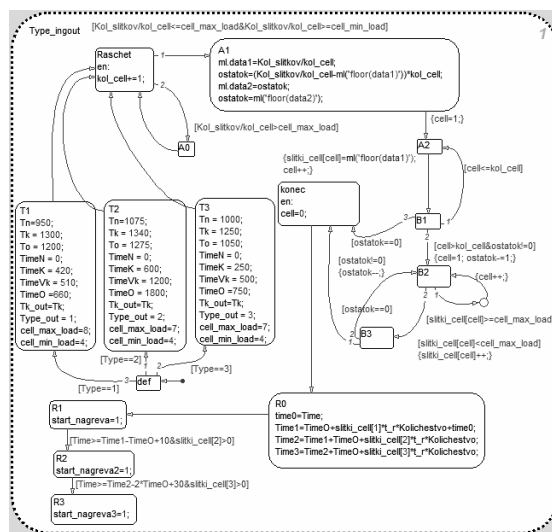 [Kol_slitkov/kol_cell<=cell_max_load&Kol_slitkov/kol_cell>=cell_min_load]
Type_ingout
1
Raschet
en:
kol_cell+=1;
1
2
A1
ml.data1=Kol_slitkov/kol_cell;
ostatok=(Kol_slitkov/kol_cell-ml('floor(data1)'))*kol_cell;
ml.data2=ostatok;
ostatok=ml('floor(data2)');
[Kol_slitkov/kol_cell>cell_max_load]
A0
{cell=1;}
A2
{slitki_cell[cell]=ml('floor(data1)');
cell++;}
[cell<=kol_cell]
konec
en:
cell=0;
3
B1
1
2
[ostatok==0]
[cell>kol_cell&ostatok!=0]
{cell=1; ostatok-=1;}
T1
Tn=950;
Tk = 1300;
To = 1200;
TimeN = 0;
TimeK = 420;
TimeVk = 510;
TimeO =660;
Tk_out=Tk;
Type_out = 1;
cell_max_load=8;
cell_min_load=4;
T2
Tn=1075;
Tk = 1340;
To = 1275;
TimeN = 0;
TimeK = 600;
TimeVk = 1200;
TimeO = 1800;
Tk_out=Tk;
Type_out = 2;
cell_max_load=7;
cell_min_load=4;
T3
Tn = 1000;
Tk = 1250;
To = 1050;
TimeN = 0;
TimeK = 250;
TimeVk = 500;
TimeO =750;
Tk_out=Tk;
Type_out = 3;
cell_max_load=7;
cell_min_load=4;
[ostatok!=0]
{ostatok--;}
B2
{cell++;}
2
1
[ostatok==0]
[slitki_cell[cell]>=cell_max_load]
2
1
B3
[slitki_cell[cell]<cell_max_load]
{slitki_cell[cell]++;}
[Type==2]
1
2
[Type==3]
3
def
[Type==1]
R0
time0=Time;
Time1=TimeO+slitki_cell[1]*t_r*Kolichestvo+time0;
Time2=Time1+TimeO+slitki_cell[2]*t_r*Kolichestvo;
Time3=Time2+TimeO+slitki_cell[3]*t_r*Kolichestvo;
R1
start_nagreva=1;
[Time>=Time1-TimeO+10&slitki_cell[2]>0]
R2
start_nagreva2=1;
[Time>=Time2-2*TimeO+30&slitki_cell[3]>0]
R3
start_nagreva3=1;